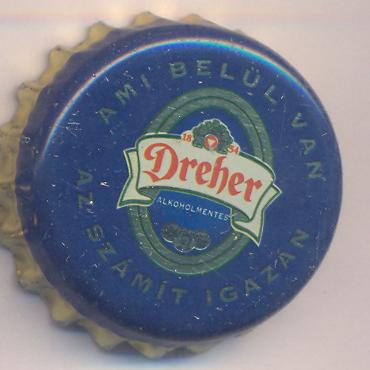 AMI BELÜL VAN
18 54
Dreher
ALKOHOLMENTES
AZ SZÁMÍT IGAZÁN